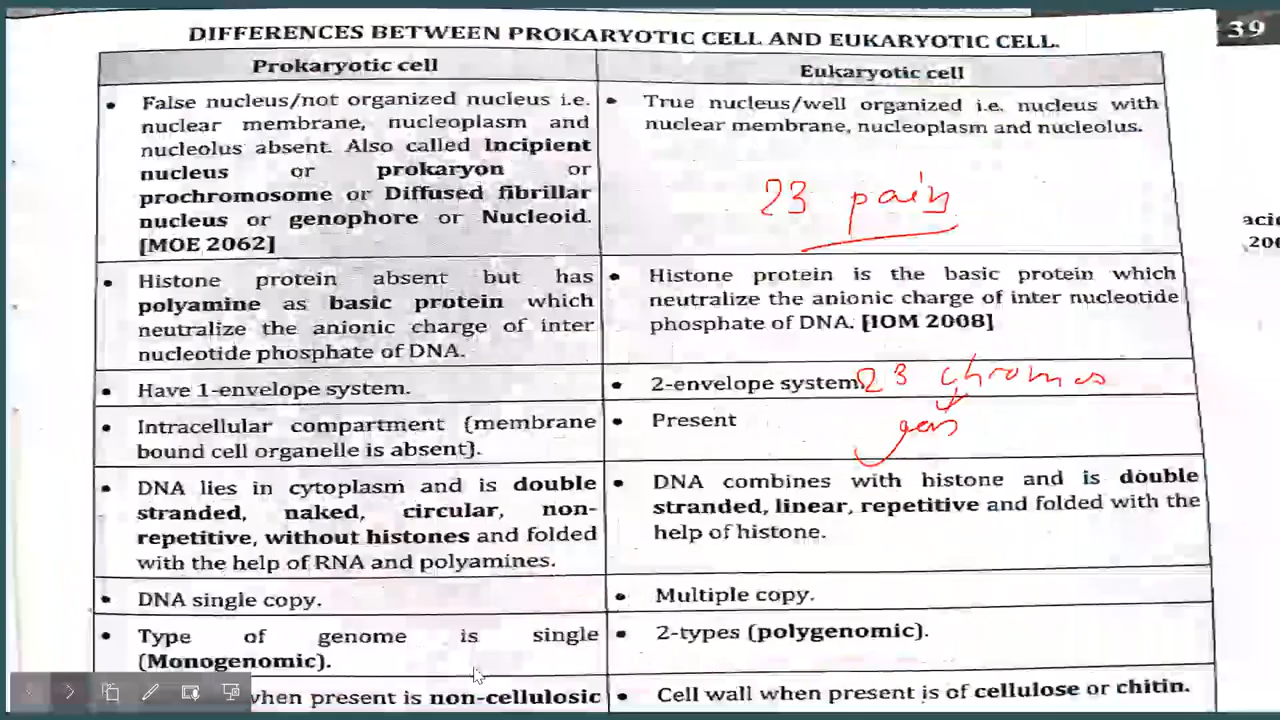 39
DIFFERENCES BETWEEN PROKARYOTIC CELL AND EUKARYOTIC CELL.
Prokaryotic cell
Eukaryotic cell
• False nucleus/not organized nucleus i.e.
nuclear membrane, nucleoplasm and
nucleolus absent. Also called Incipient
nucleus or prokaryon or
prochromosome or Diffused fibrillar
nucleus or genophore or Nucleoid.
[MOE 2062]
• True nucleus/well organized i.e. nucleus with
nuclear membrane, nucleoplasm and nucleolus.
23 pairs
• Histone protein absent but has
polyamine as basic protein which
neutralize the anionic charge of inter
nucleotide phosphate of DNA.
• Histone protein is the basic protein which
neutralize the anionic charge of inter nucleotide
phosphate of DNA. [IOM 2008]
• Have 1-envelope system.
• 2-envelope system.
23 chromos
• Intracellular compartment {membrane
bound cell organelle is absent}.
• Present
• DNA lies in cytoplasm and is double
stranded, naked, circular, non-
repetitive, without histones and folded
with the help of RNA and polyamines.
• DNA combines with histone and is double
stranded, linear, repetitive and folded with the
help of histone.
• DNA single copy.
• Multiple copy.
• Type of genome is single
(Monogenomic).
• 2-types (polygenomic).
when present is non-cellulosic
• Cell wall when present is of cellulose or chitin.